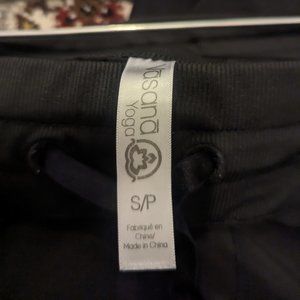 Vasanā
Yoga
S/P
Fabriqué en
Chine/
Made in China